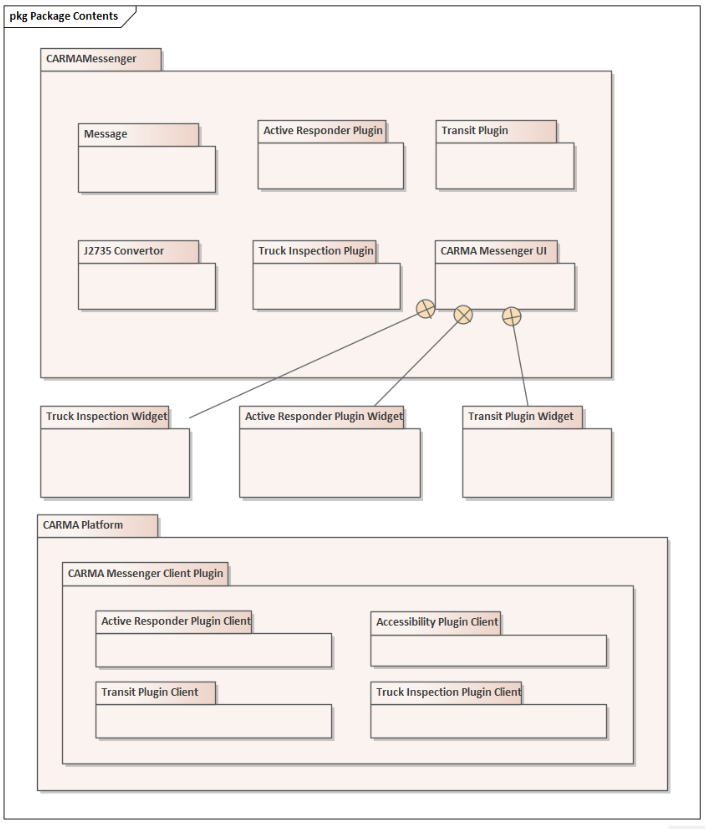 pkg Package Contents
CARMAMessenger
Message
Active Responder Plugin
Transit Plugin
J2735 Convertor
Truck Inspection Plugin
CARMA Messenger UI
Truck Inspection Widget
Active Responder Plugin Widget
Transit Plugin Widget
CARMA Platform
CARMA Messenger Client Plugin
Active Responder Plugin Client
Accessibility Plugin Client
Transit Plugin Client
Truck Inspection Plugin Client